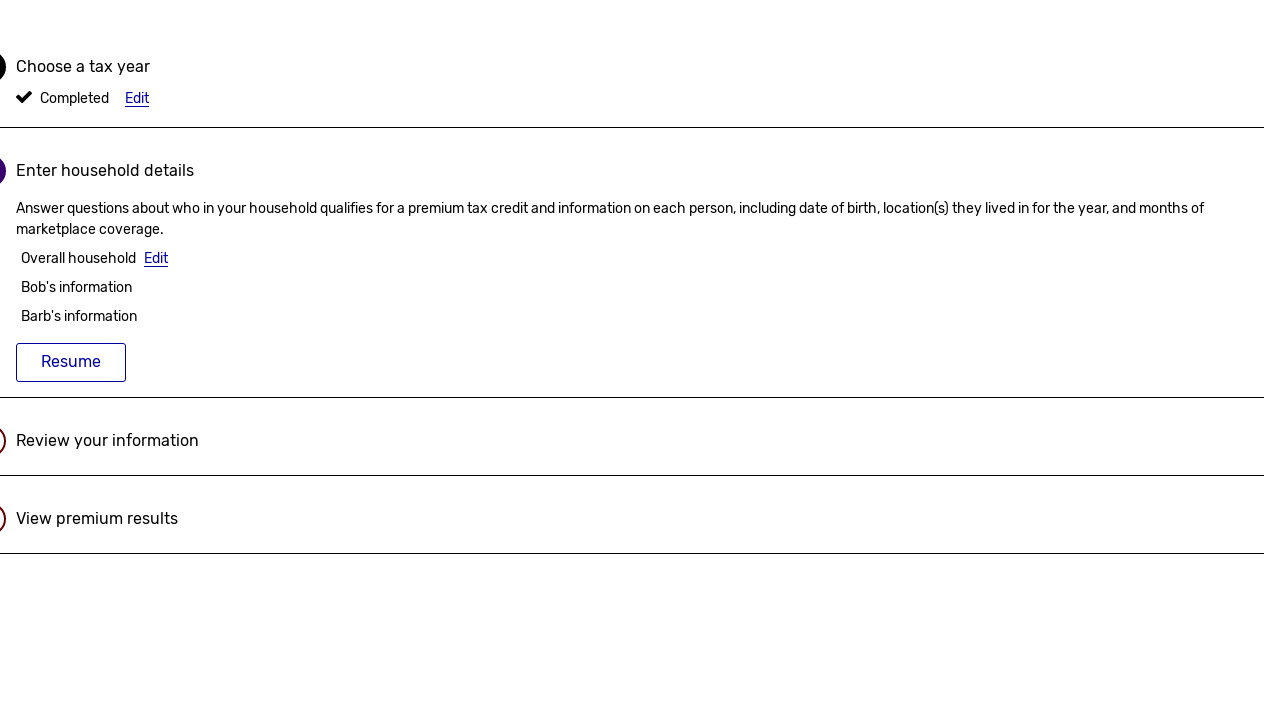 Choose a tax year
Completed Edit
Enter household details
Answer questions about who in your household qualifies for a premium tax credit and information on each person, including date of birth, location(s) they lived in for the year, and months of
marketplace coverage.
Overall household Edit
Bob's information
Barb's information
Resume
Review your information
View premium results